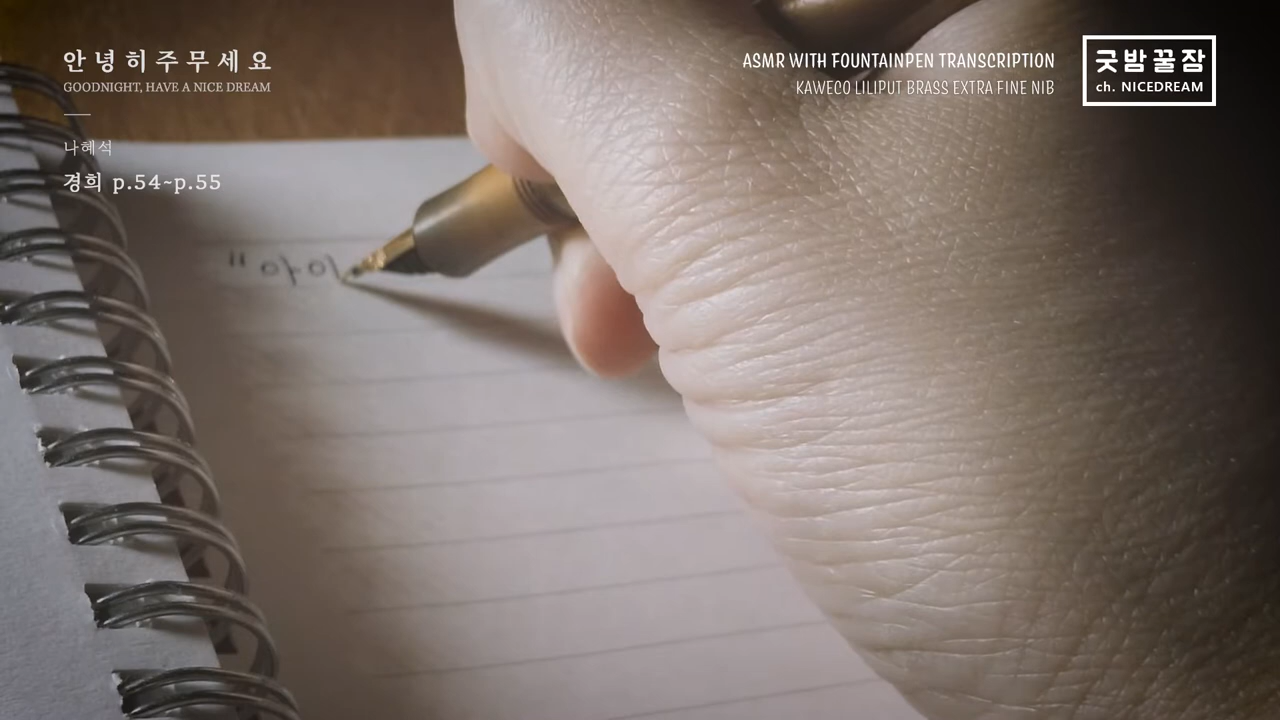 안녕히주무세요
GOODNIGHT, HAVE A NICE DREAM
나혜석
경희 p.54~p.55
ASMR WITH FOUNTAINPEN TRANSCRIPTION
KAWECO LILIPUT BRASS EXTRA FINE NIB
굿밤꿀잠
ch. NICEDREAM
" 아이